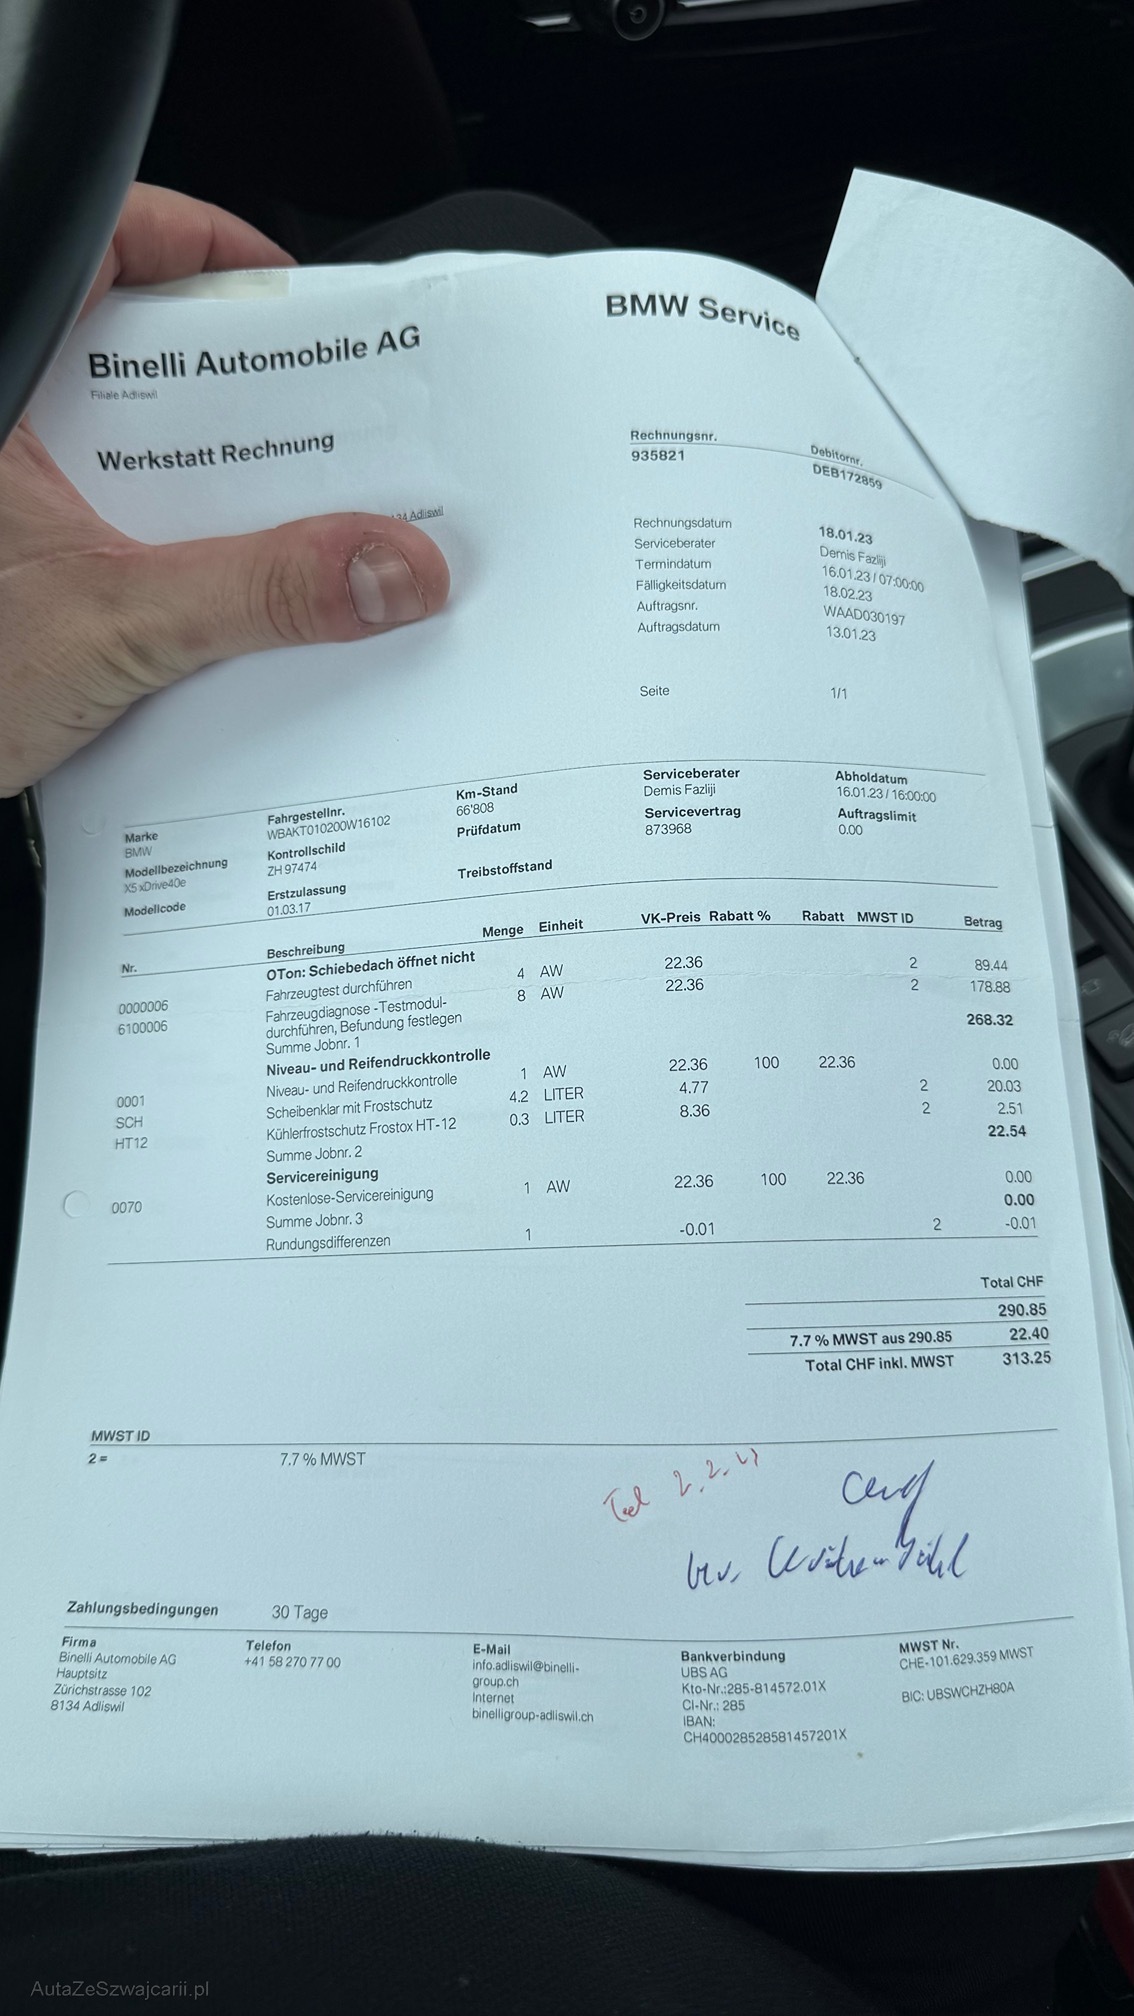 BMW Service
Binelli Automobile AG
Filiale Adliswil
Werkstatt Rechnung
Rechnungsnr. Debitornr.
935821 DEB172859
Adliswil
Rechnungsdatum 18.01.23
Serviceberater Demis Fazliji
Termindatum 16.01.23 / 07:00:00
Fälligkeitsdatum 18.02.23
Auftragsnr. WAAD030197
Auftragsdatum 13.01.23
Seite 1/1
Marke Fahrgestellnr. Km-Stand Serviceberater Abholdatum
BMW WBAKT010200W16102 66'808 Demis Fazliji 16.01.23 / 16:00:00
Modellbezeichnung Kontrollschild Prüfdatum Servicevertrag Auftragslimit
X5 xDrive40e ZH 97474 873968 0.00
Modellcode Erstzulassung Treibstoffstand
01.03.17
Nr. Beschreibung Menge Einheit VK-Preis Rabatt % Rabatt MWST ID Betrag
OTon: Schiebedach öffnet nicht
0000006 Fahrzeugtest durchführen 4 AW 22.36 2 89.44
6100006 Fahrzeugdiagnose -Testmodul- 8 AW 22.36 2 178.88
durchführen, Befundung festlegen
Summe Jobnr. 1 268.32
Niveau- und Reifendruckkontrolle
0001 Niveau- und Reifendruckkontrolle 1 AW 22.36 100 22.36 0.00
SCH Scheibenklar mit Frostschutz 4.2 LITER 4.77 2 20.03
HT12 Kühlerfrostschutz Frostox HT-12 0.3 LITER 8.36 2 2.51
Summe Jobnr. 2 22.54
Servicereinigung
0070 Kostenlose-Servicereinigung 1 AW 22.36 100 22.36 0.00
Summe Jobnr. 3 0.00
Rundungsdifferenzen 1 -0.01 2 -0.01
Total CHF
290.85
7.7 % MWST aus 290.85 22.40
Total CHF inkl. MWST 313.25
MWST ID
2 = 7.7 % MWST
Zahlungsbedingungen 30 Tage
Firma Telefon E-Mail Bankverbindung MWST Nr.
Binelli Automobile AG +41 58 270 77 00 info.adliswil@binelli- UBS AG CHE-101.629.359 MWST
Hauptsitz group.ch Kto-Nr.:285-814572.01X
Zürichstrasse 102 Internet Cl-Nr.: 285 BIC: UBSWCHZH80A
8134 Adliswil binelligroup-adliswil.ch IBAN:
CH400028528581457201X
AutaZeSzwajcarii.pl